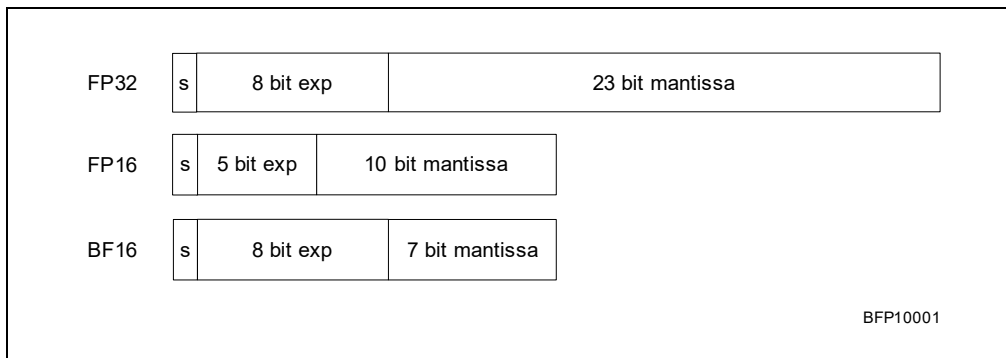 FP32 s 8 bit exp 23 bit mantissa
FP16 s 5 bit exp 10 bit mantissa
BF16 s 8 bit exp 7 bit mantissa
BFP10001